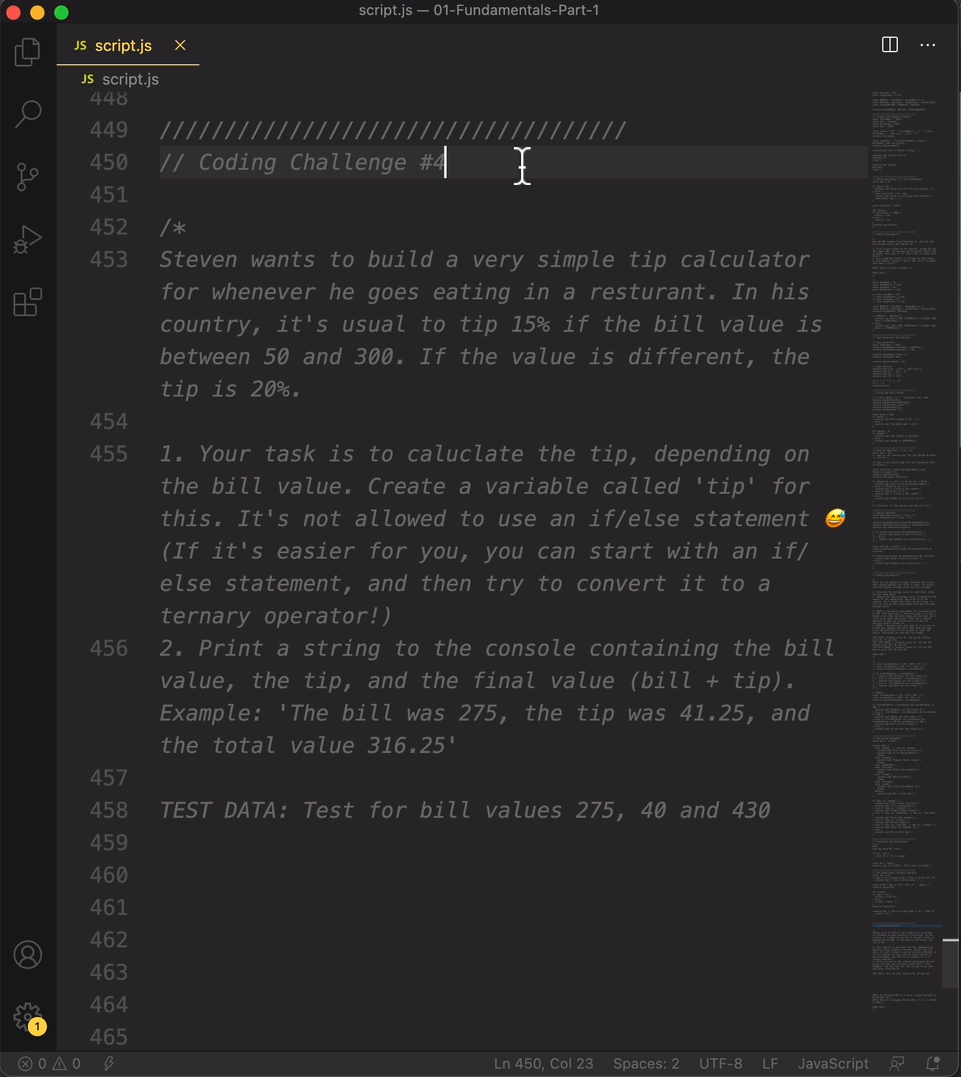 script.js — 01-Fundamentals-Part-1
JS script.js
JS script.js
448
449 ////////////////////////////////////
450 // Coding Challenge #4
451
452 /*
453 Steven wants to build a very simple tip calculator
for whenever he goes eating in a resturant. In his
country, it's usual to tip 15% if the bill value is
between 50 and 300. If the value is different, the
tip is 20%.
454
455 1. Your task is to caluclate the tip, depending on
the bill value. Create a variable called 'tip' for
this. It's not allowed to use an if/else statement 😅
(If it's easier for you, you can start with an if/
else statement, and then try to convert it to a
ternary operator!)
456 2. Print a string to the console containing the bill
value, the tip, and the final value (bill + tip).
Example: 'The bill was 275, the tip was 41.25, and
the total value 316.25'
457
458 TEST DATA: Test for bill values 275, 40 and 430
459
460
461
462
463
464
465
1
0 0 Ln 450, Col 23 Spaces: 2 UTF-8 LF JavaScript